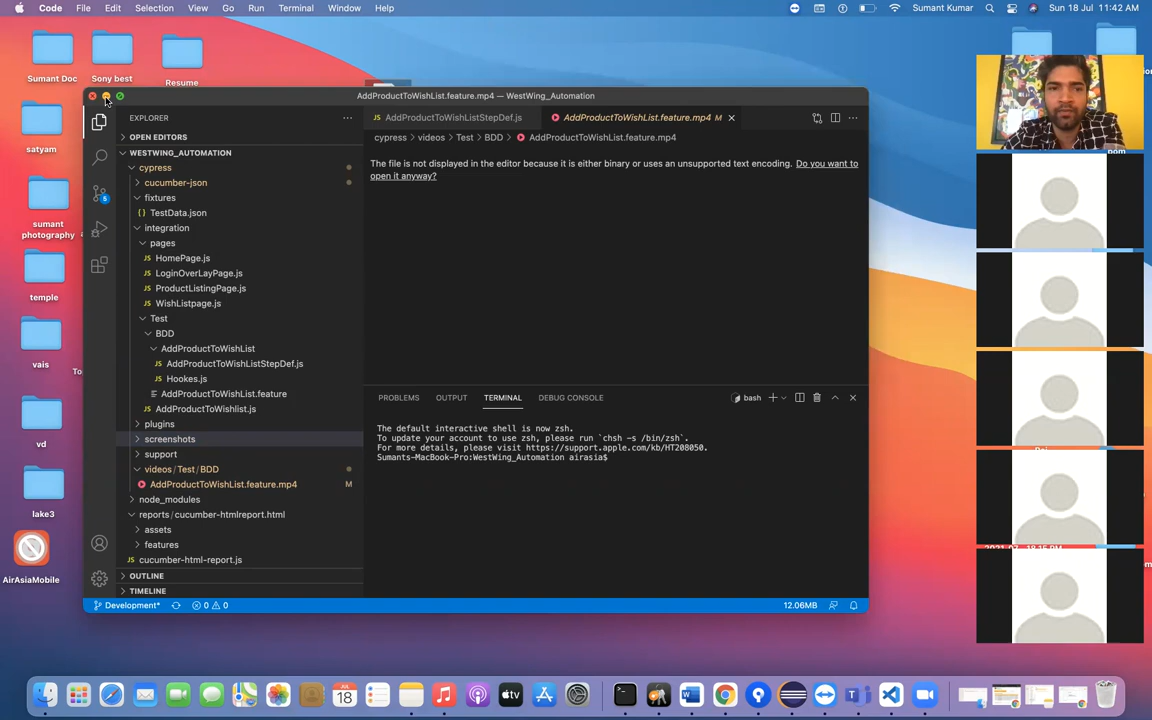 Code File Edit Selection View Go Run Terminal Window Help Sumant Kumar Sun 18 Jul 11:42 AM
Sumant Doc Sony best Resume
satyam
sumant photography
temple
vais
To
vd
lake3
AirAsiaMobile
AddProductToWishList.feature.mp4 — WestWing_Automation
EXPLORER
OPEN EDITORS
WESTWING_AUTOMATION
cypress
cucumber-json
fixtures
TestData.json
integration
pages
HomePage.js
LoginOverLayPage.js
ProductListingPage.js
WishListpage.js
Test
BDD
AddProductToWishList
AddProductToWishListStepDef.js
Hookes.js
AddProductToWishList.feature
AddProductToWishlist.js
plugins
screenshots
support
videos / Test / BDD
AddProductToWishList.feature.mp4 M
node_modules
reports / cucumber-htmlreport.html
assets
features
cucumber-html-report.js
OUTLINE
TIMELINE
5
AddProductToWishListStepDef.js AddProductToWishList.feature.mp4 M
cypress > videos > Test > BDD > AddProductToWishList.feature.mp4
The file is not displayed in the editor because it is either binary or uses an unsupported text encoding. Do you want to
open it anyway?
PROBLEMS OUTPUT TERMINAL DEBUG CONSOLE bash
The default interactive shell is now zsh.
To update your account to use zsh, please run `chsh -s /bin/zsh`.
For more details, please visit https://support.apple.com/kb/HT208050.
Sumants-MacBook-Pro:WestWing_Automation airasia$
Development* 0 0 12.06MB
JUL
18